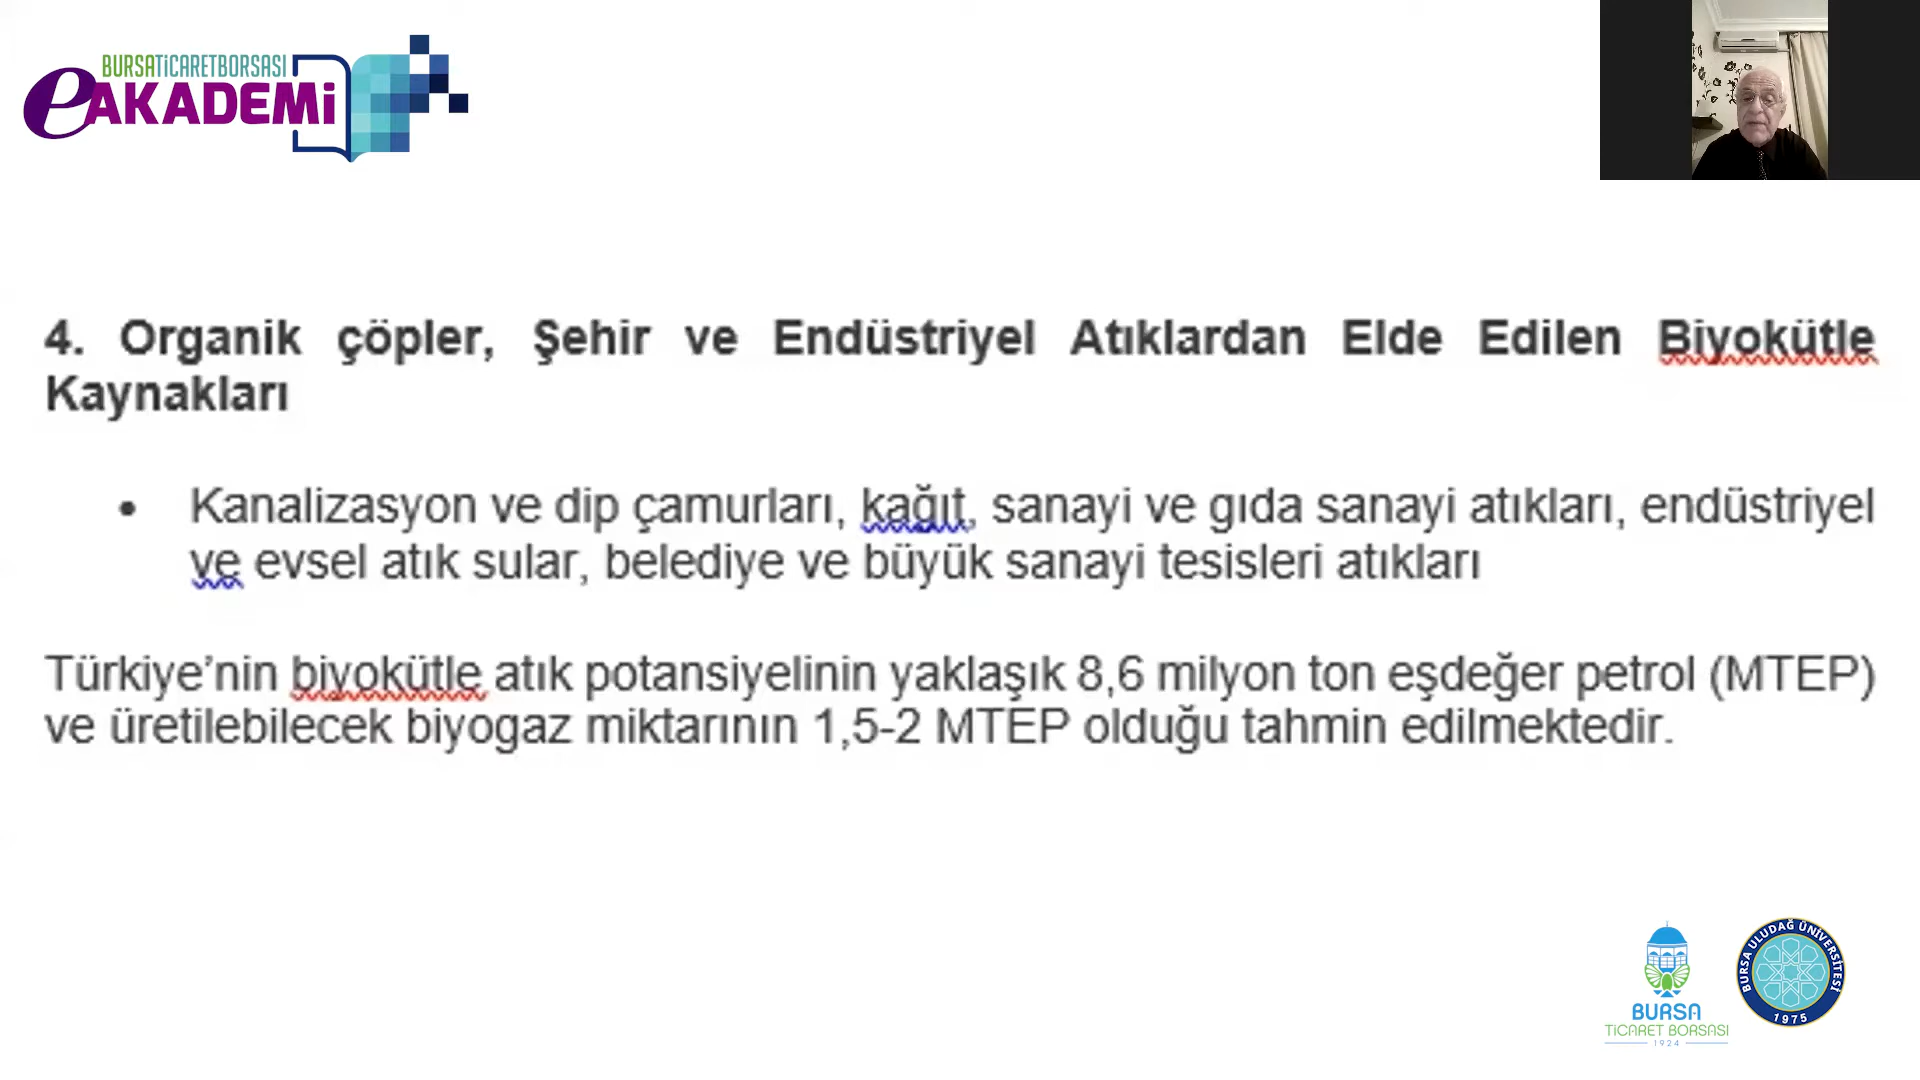 BURSATİCARETBORSASI
eAKADEMİ
4. Organik çöpler, Şehir ve Endüstriyel Atıklardan Elde Edilen Biyokütle
Kaynakları
• Kanalizasyon ve dip çamurları, kağıt, sanayi ve gıda sanayi atıkları, endüstriyel
ve evsel atık sular, belediye ve büyük sanayi tesisleri atıkları
Türkiye’nin biyokütle atık potansiyelinin yaklaşık 8,6 milyon ton eşdeğer petrol (MTEP)
ve üretilebilecek biyogaz miktarının 1,5-2 MTEP olduğu tahmin edilmektedir.
BURSA
TİCARET BORSASI
1924
BURSA ULUDAĞ ÜNİVERSİTESİ
1975